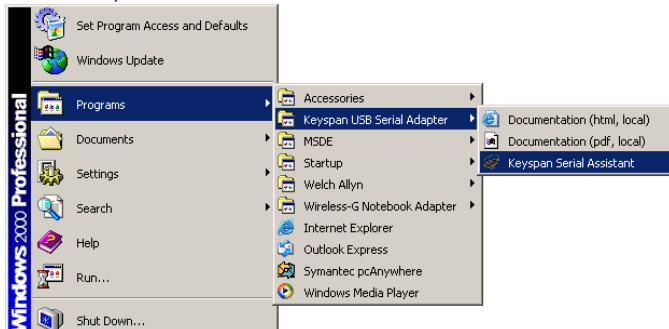 Windows 2000 Professional
Set Program Access and Defaults
Windows Update
Programs
Documents
Settings
Search
Help
Run...
Shut Down...
Accessories
Keyspan USB Serial Adapter
MSDE
Startup
Welch Allyn
Wireless-G Notebook Adapter
Internet Explorer
Outlook Express
Symantec pcAnywhere
Windows Media Player
Documentation (html, local)
Documentation (pdf, local)
Keyspan Serial Assistant